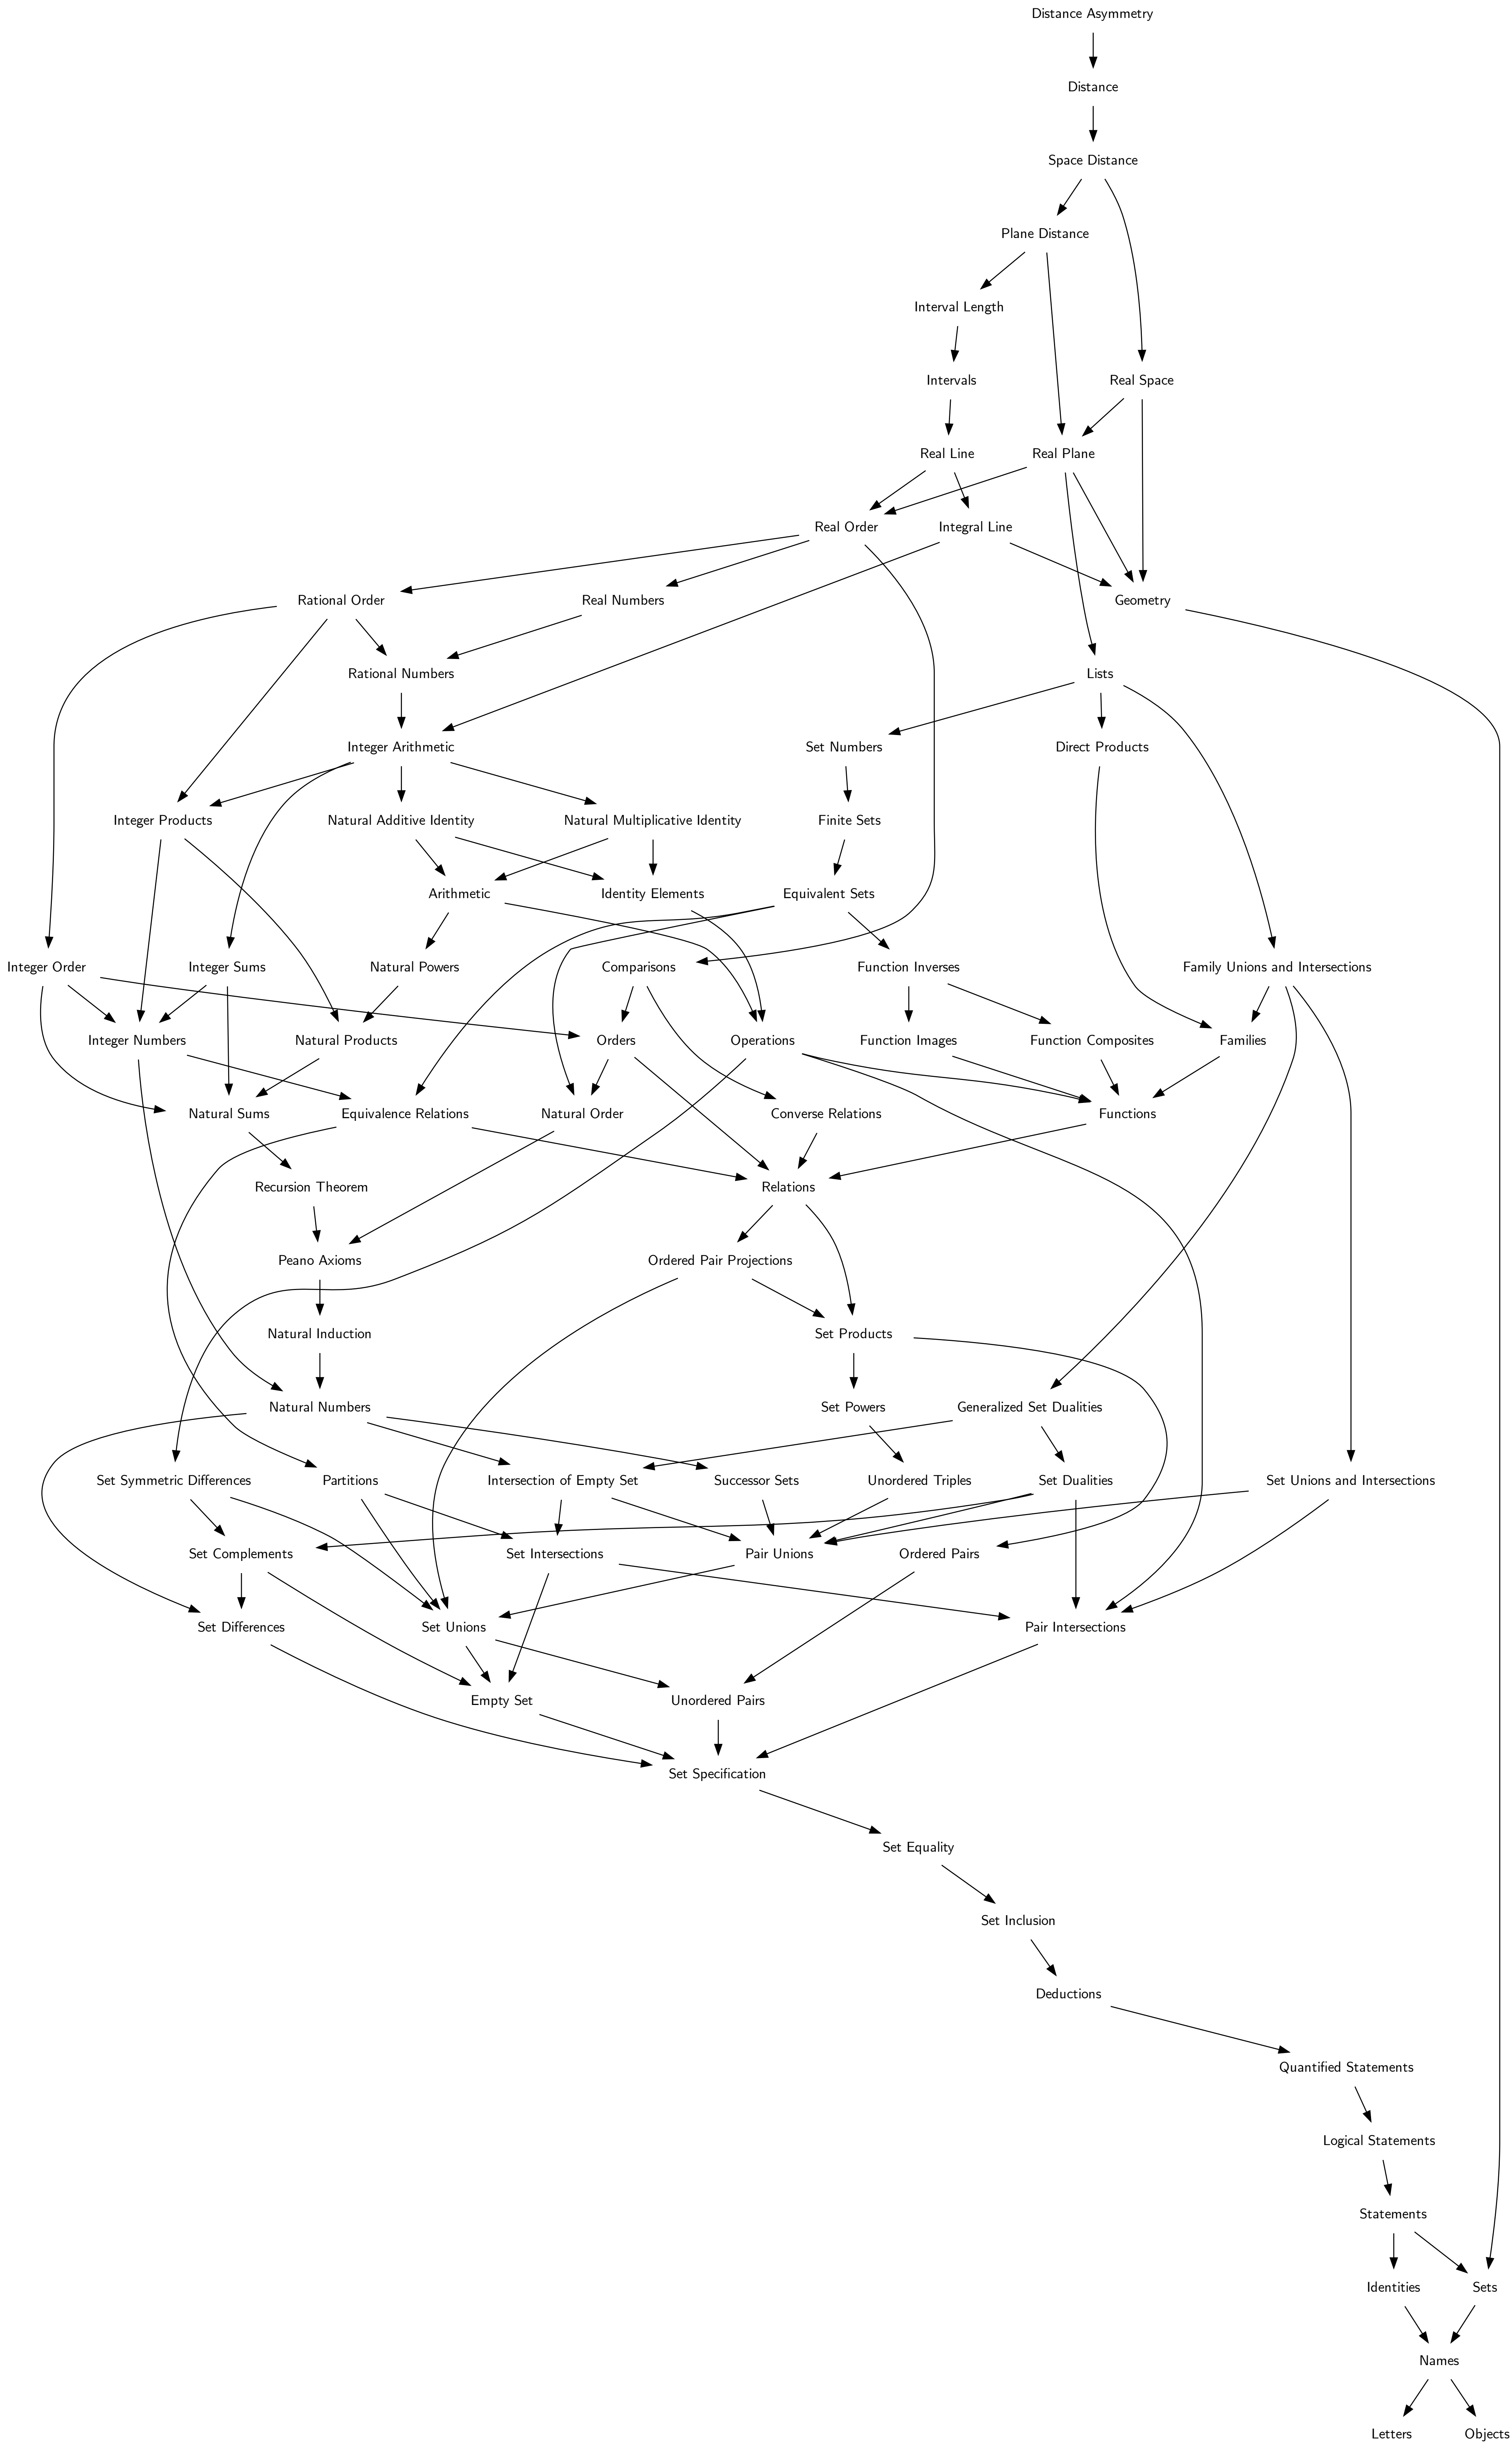 Distance Asymmetry
Distance
Space Distance
Plane Distance
Interval Length
Intervals
Real Space
Real Line
Real Plane
Real Order
Integral Line
Rational Order
Real Numbers
Geometry
Rational Numbers
Lists
Integer Arithmetic
Set Numbers
Direct Products
Integer Products
Natural Additive Identity
Natural Multiplicative Identity
Finite Sets
Arithmetic
Identity Elements
Equivalent Sets
Integer Order
Integer Sums
Natural Powers
Comparisons
Function Inverses
Family Unions and Intersections
Integer Numbers
Natural Products
Orders
Operations
Function Images
Function Composites
Families
Natural Sums
Equivalence Relations
Natural Order
Converse Relations
Functions
Recursion Theorem
Relations
Peano Axioms
Ordered Pair Projections
Natural Induction
Set Products
Natural Numbers
Set Powers
Generalized Set Dualities
Set Symmetric Differences
Partitions
Intersection of Empty Set
Successor Sets
Unordered Triples
Set Dualities
Set Unions and Intersections
Set Complements
Set Intersections
Pair Unions
Ordered Pairs
Set Differences
Set Unions
Pair Intersections
Empty Set
Unordered Pairs
Set Specification
Set Equality
Set Inclusion
Deductions
Quantified Statements
Logical Statements
Statements
Identities
Sets
Names
Letters
Objects